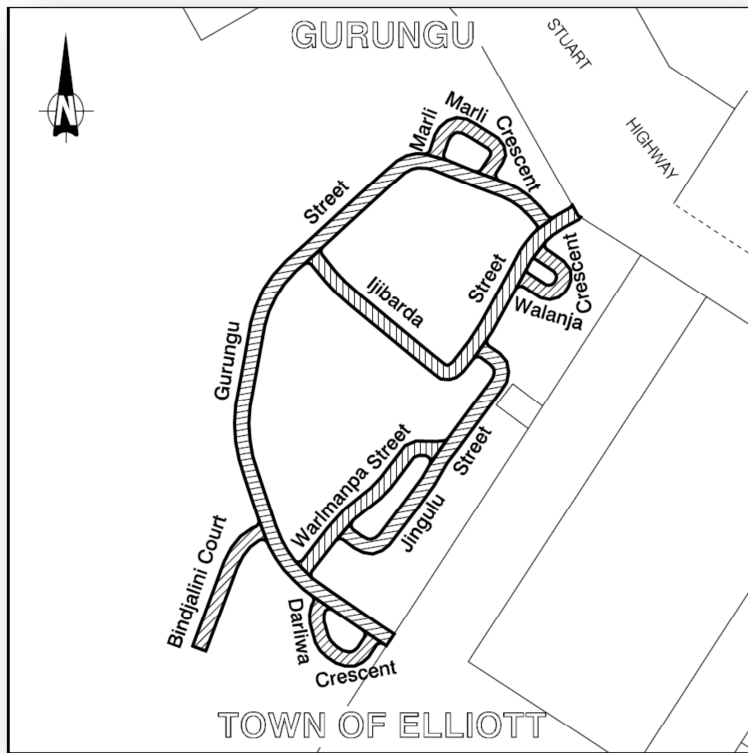 GURUNGU
STUART
HIGHWAY
N
Marli
Marli
Crescent
Street
Ijibarda
Street
Crescent
Walanja
Gurungu
Warlmanpa Street
Street
Jingulu
Bindjalini Court
Darliwa
Crescent
TOWN OF ELLIOTT